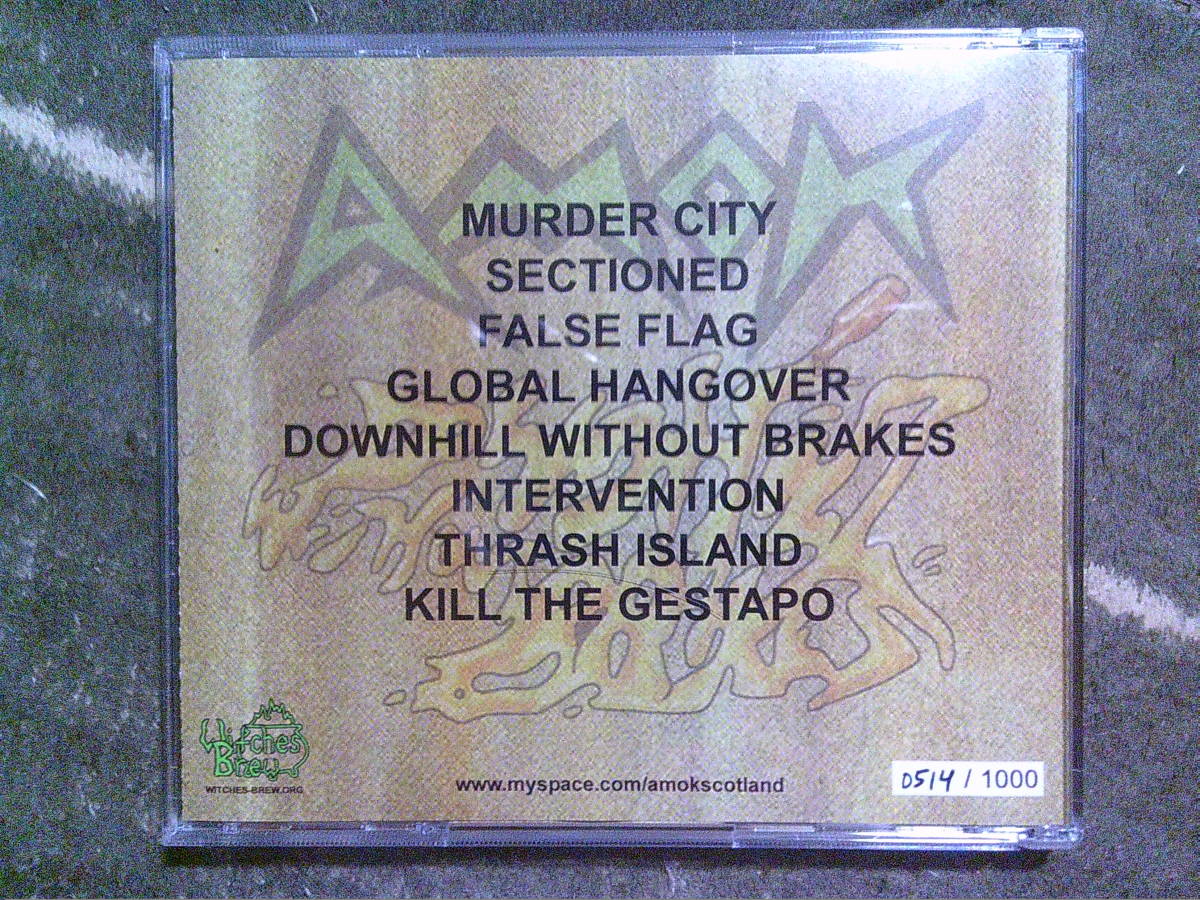 AMOK
MURDER CITY
SECTIONED
FALSE FLAG
GLOBAL HANGOVER
DOWNHILL WITHOUT BRAKES
INTERVENTION
THRASH ISLAND
KILL THE GESTAPO
Witches
Brew
WITCHES-BREW.ORG
www.myspace.com/amokscotland
0514 / 1000